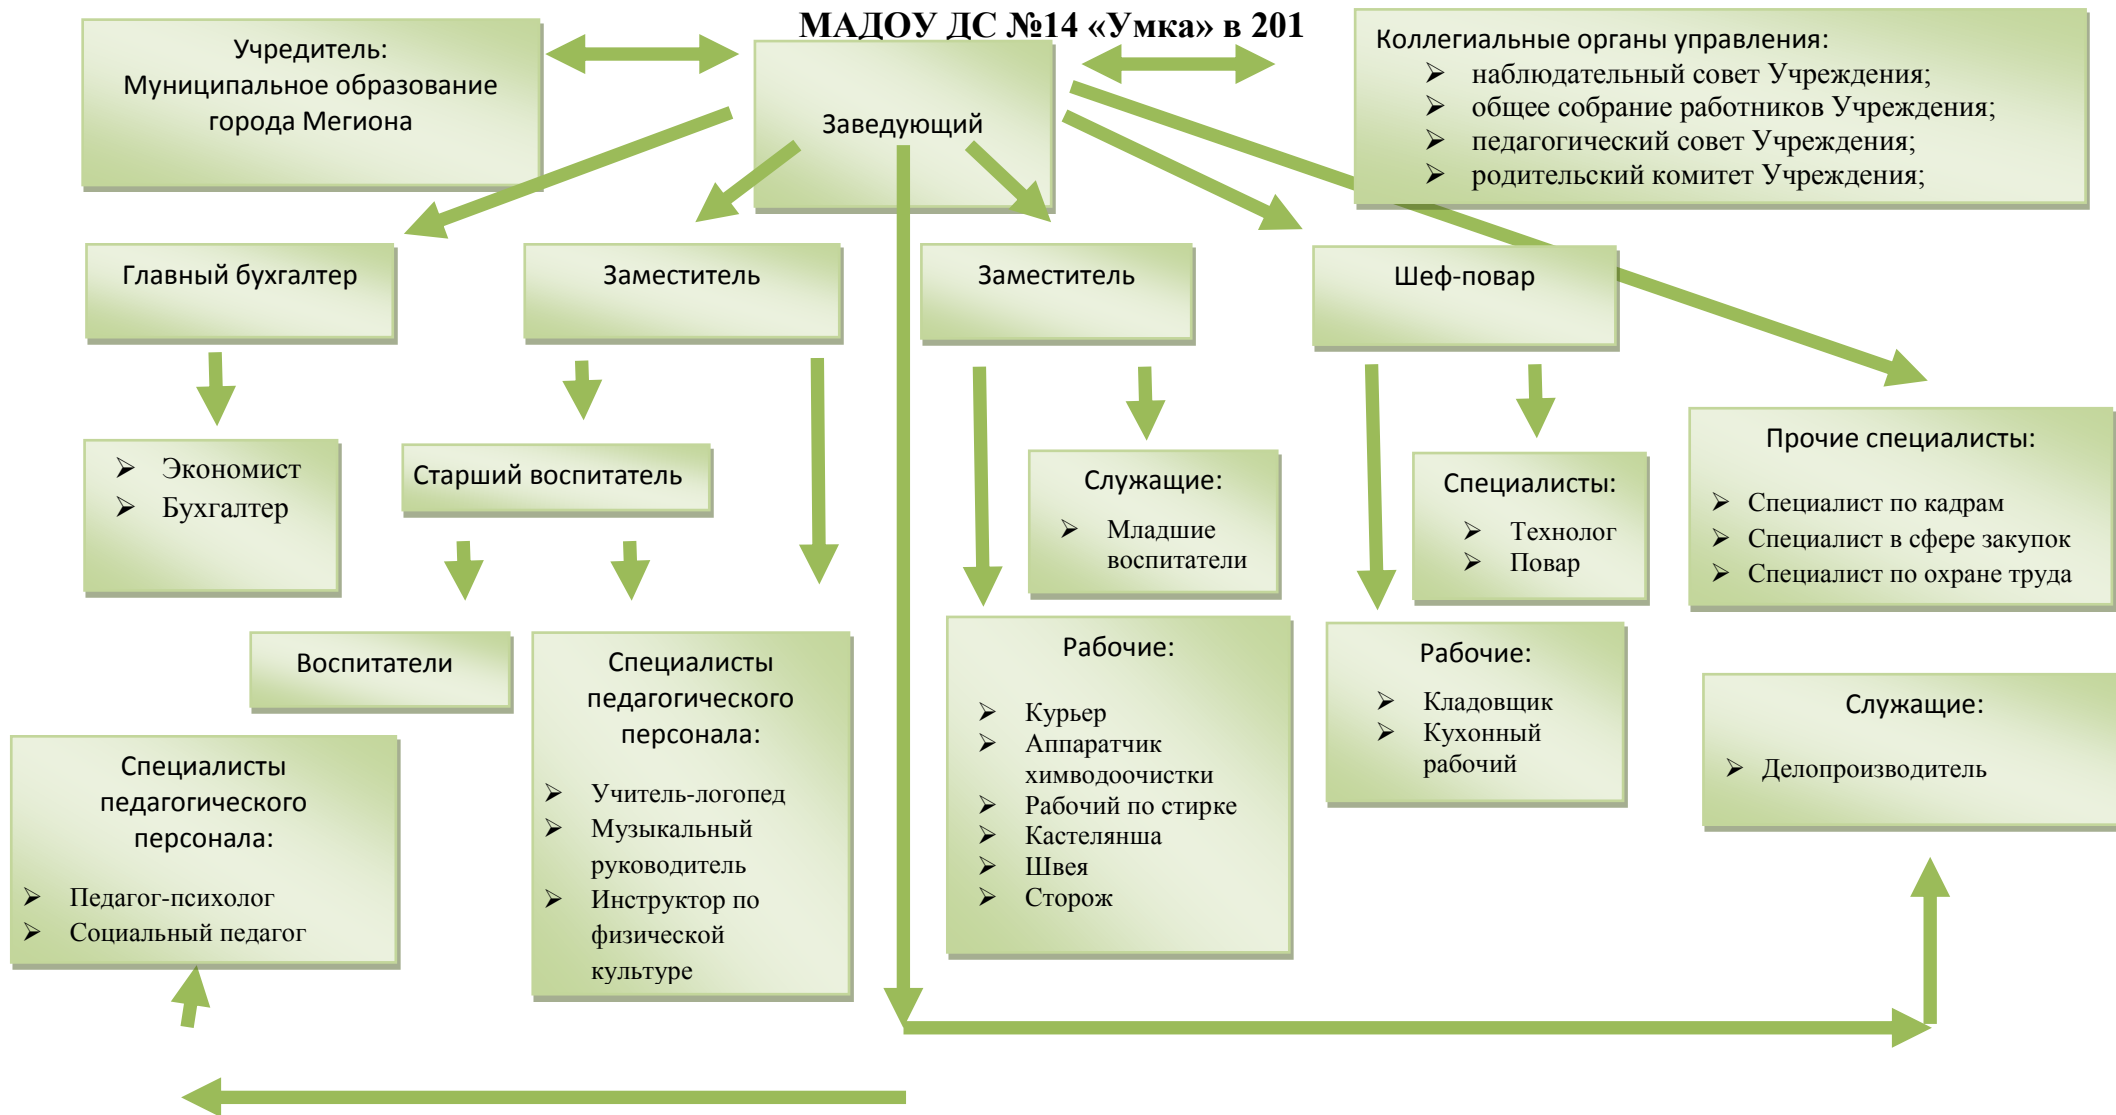 МАДОУ ДС №14 «Умка» в 201
Учредитель:
Муниципальное образование
города Мегиона
Заведующий
Коллегиальные органы управления:
➢ наблюдательный совет Учреждения;
➢ общее собрание работников Учреждения;
➢ педагогический совет Учреждения;
➢ родительский комитет Учреждения;
Главный бухгалтер
Заместитель
Заместитель
Шеф-повар
➢ Экономист
➢ Бухгалтер
Старший воспитатель
Служащие:
➢ Младшие
воспитатели
Специалисты:
➢ Технолог
➢ Повар
Прочие специалисты:
➢ Специалист по кадрам
➢ Специалист в сфере закупок
➢ Специалист по охране труда
Воспитатели
Специалисты
педагогического
персонала:
➢ Учитель-логопед
➢ Музыкальный
руководитель
➢ Инструктор по
физической
культуре
Рабочие:
➢ Курьер
➢ Аппаратчик
химводоочистки
➢ Рабочий по стирке
➢ Кастелянша
➢ Швея
➢ Сторож
Рабочие:
➢ Кладовщик
➢ Кухонный
рабочий
Служащие:
➢ Делопроизводитель
Специалисты
педагогического
персонала:
➢ Педагог-психолог
➢ Социальный педагог